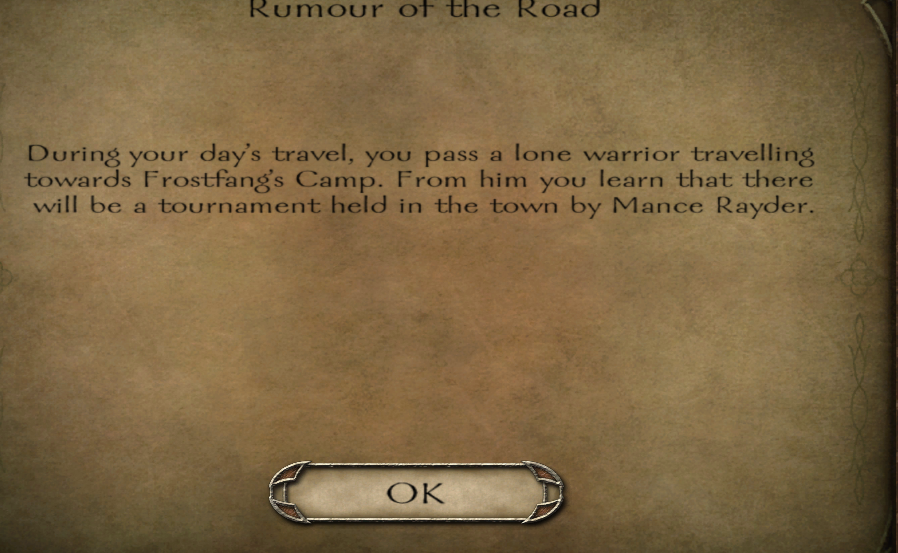 Rumour of the Road
During your day's travel, you pass a lone warrior travelling
towards Frostfang's Camp. From him you learn that there
will be a tournament held in the town by Mance Rayder.
OK